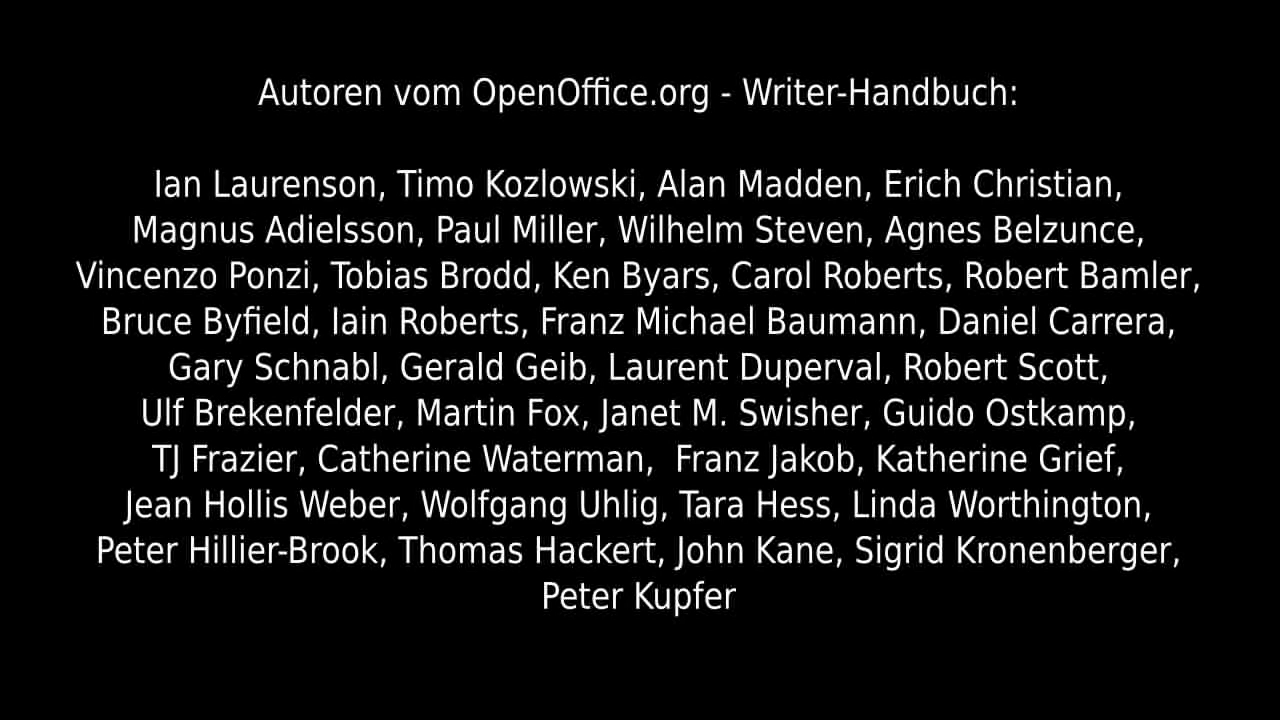 Autoren vom OpenOffice.org - Writer-Handbuch:
Ian Laurenson, Timo Kozlowski, Alan Madden, Erich Christian,
Magnus Adielsson, Paul Miller, Wilhelm Steven, Agnes Belzunce,
Vincenzo Ponzi, Tobias Brodd, Ken Byars, Carol Roberts, Robert Bamler,
Bruce Byfield, Iain Roberts, Franz Michael Baumann, Daniel Carrera,
Gary Schnabl, Gerald Geib, Laurent Duperval, Robert Scott,
Ulf Brekenfelder, Martin Fox, Janet M. Swisher, Guido Ostkamp,
TJ Frazier, Catherine Waterman,  Franz Jakob, Katherine Grief,
Jean Hollis Weber, Wolfgang Uhlig, Tara Hess, Linda Worthington,
Peter Hillier-Brook, Thomas Hackert, John Kane, Sigrid Kronenberger,
Peter Kupfer